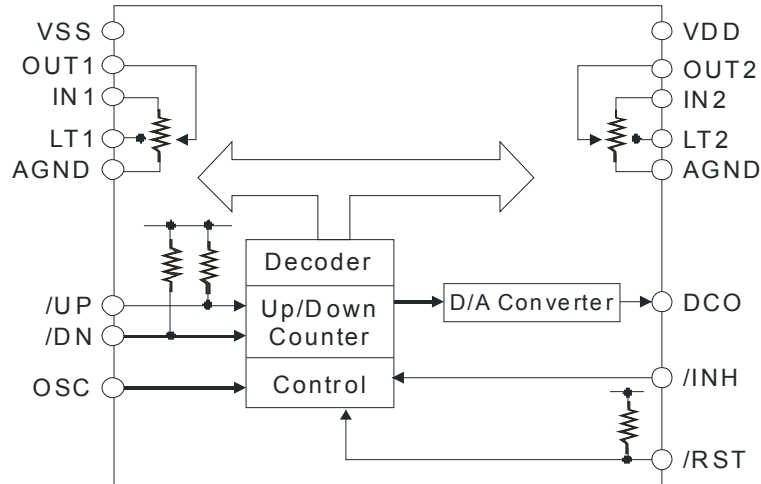 VSS
OUT1
IN1
LT1
AGND
VDD
OUT2
IN2
LT2
AGND
Decoder
Up/Down
Counter
Control
D/A Converter
/UP
/DN
OSC
DCO
/INH
/RST